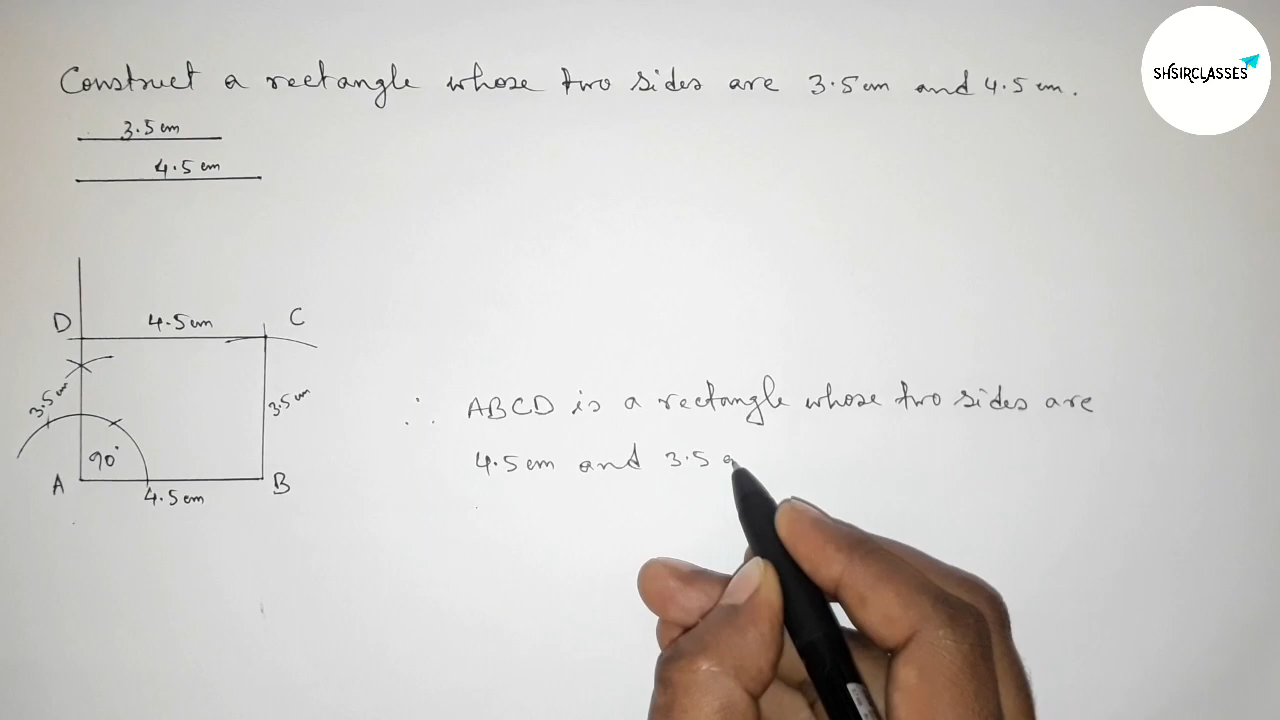 Construct a rectangle whose two sides are 3.5cm and 4.5cm.
SHSIRCLASSES
3.5cm
4.5cm
D 4.5cm C
3.5cm 3.5cm
90°
A 4.5cm B
∴ ABCD is a rectangle whose two sides are
4.5cm and 3.5 c